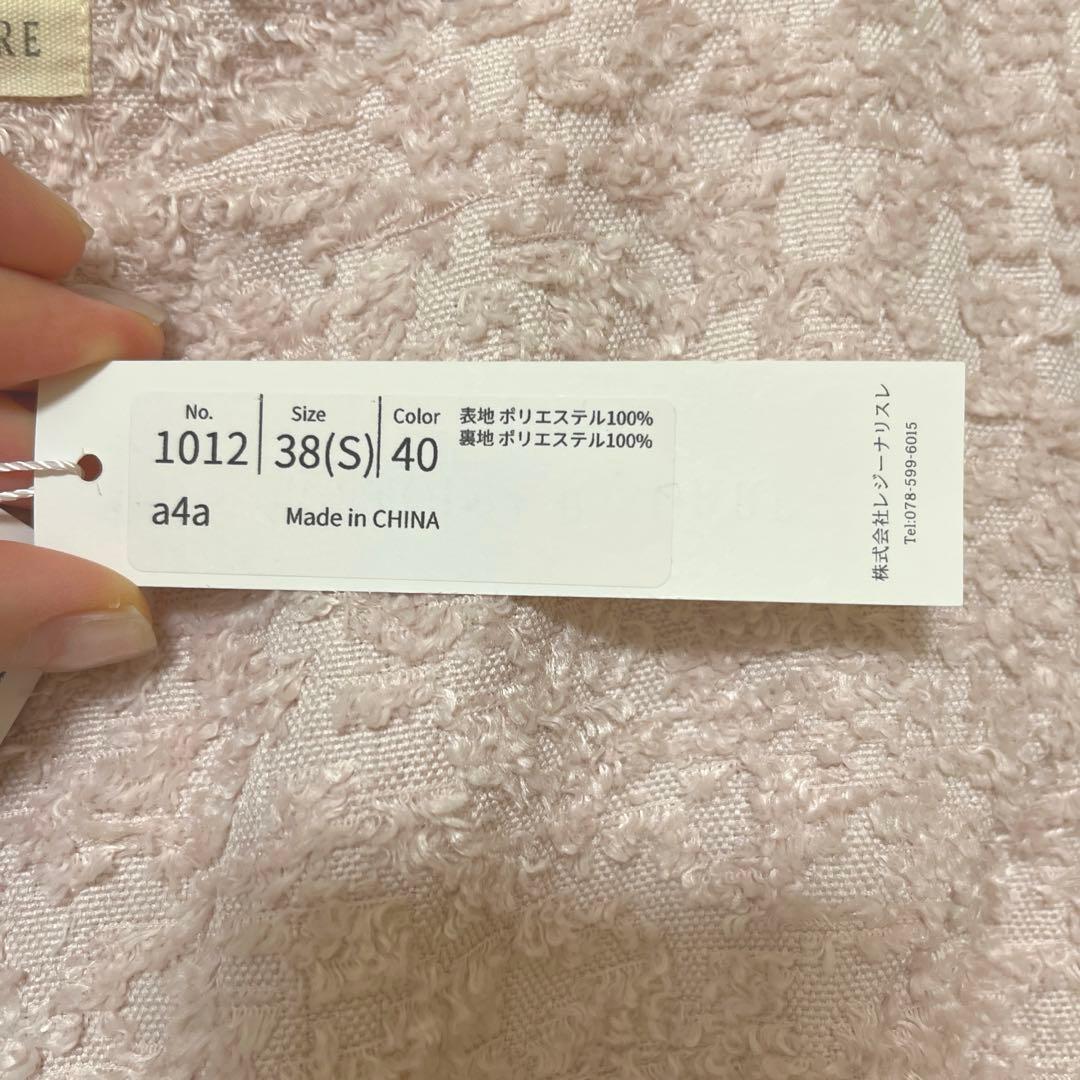 RE
No. Size Color
1012 38(S) 40
表地 ポリエステル100%
裏地 ポリエステル100%
a4a Made in CHINA
株式会社レジーナリスレ
Tel:078-599-6015